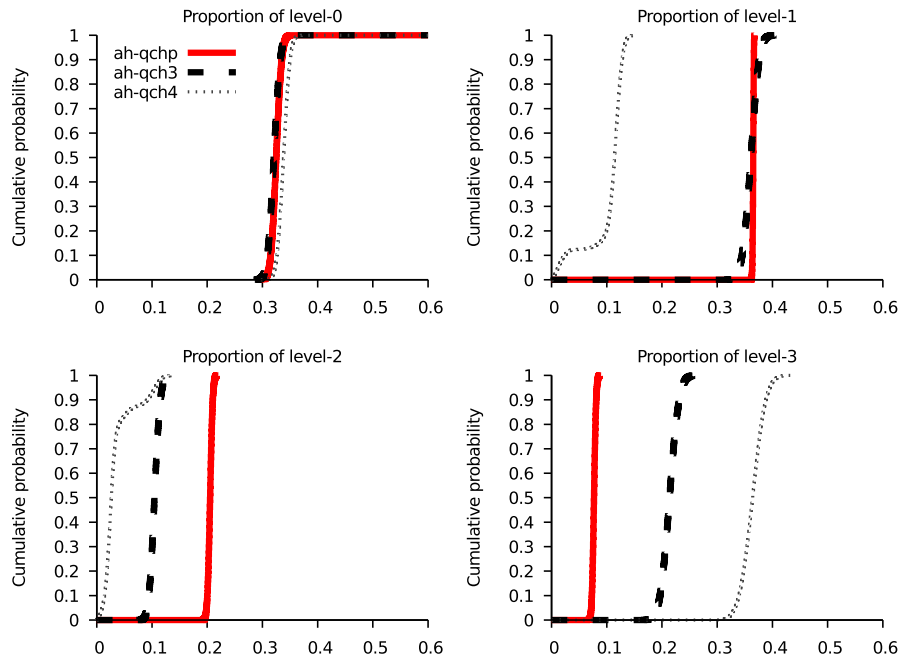 Proportion of level-0
Cumulative probability
1
0.9
0.8
0.7
0.6
0.5
0.4
0.3
0.2
0.1
0
ah-qchp
ah-qch3
ah-qch4
0 0.1 0.2 0.3 0.4 0.5 0.6
Proportion of level-1
Cumulative probability
1
0.9
0.8
0.7
0.6
0.5
0.4
0.3
0.2
0.1
0
0 0.1 0.2 0.3 0.4 0.5 0.6
Proportion of level-2
Cumulative probability
1
0.9
0.8
0.7
0.6
0.5
0.4
0.3
0.2
0.1
0
0 0.1 0.2 0.3 0.4 0.5 0.6
Proportion of level-3
Cumulative probability
1
0.9
0.8
0.7
0.6
0.5
0.4
0.3
0.2
0.1
0
0 0.1 0.2 0.3 0.4 0.5 0.6